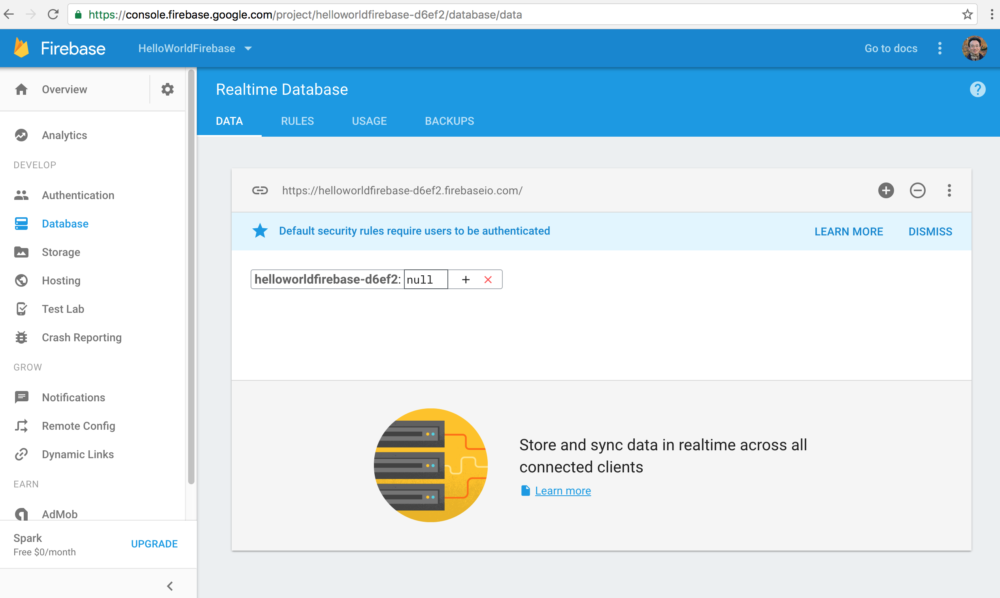 https://console.firebase.google.com/project/helloworldfirebase-d6ef2/database/data
Firebase
HelloWorldFirebase
Go to docs
Overview
Analytics
DEVELOP
Authentication
Database
Storage
Hosting
Test Lab
Crash Reporting
GROW
Notifications
Remote Config
Dynamic Links
EARN
AdMob
Spark
Free $0/month
UPGRADE
Realtime Database
DATA RULES USAGE BACKUPS
https://helloworldfirebase-d6ef2.firebaseio.com/
Default security rules require users to be authenticated LEARN MORE DISMISS
helloworldfirebase-d6ef2: null
Store and sync data in realtime across all
connected clients
Learn more